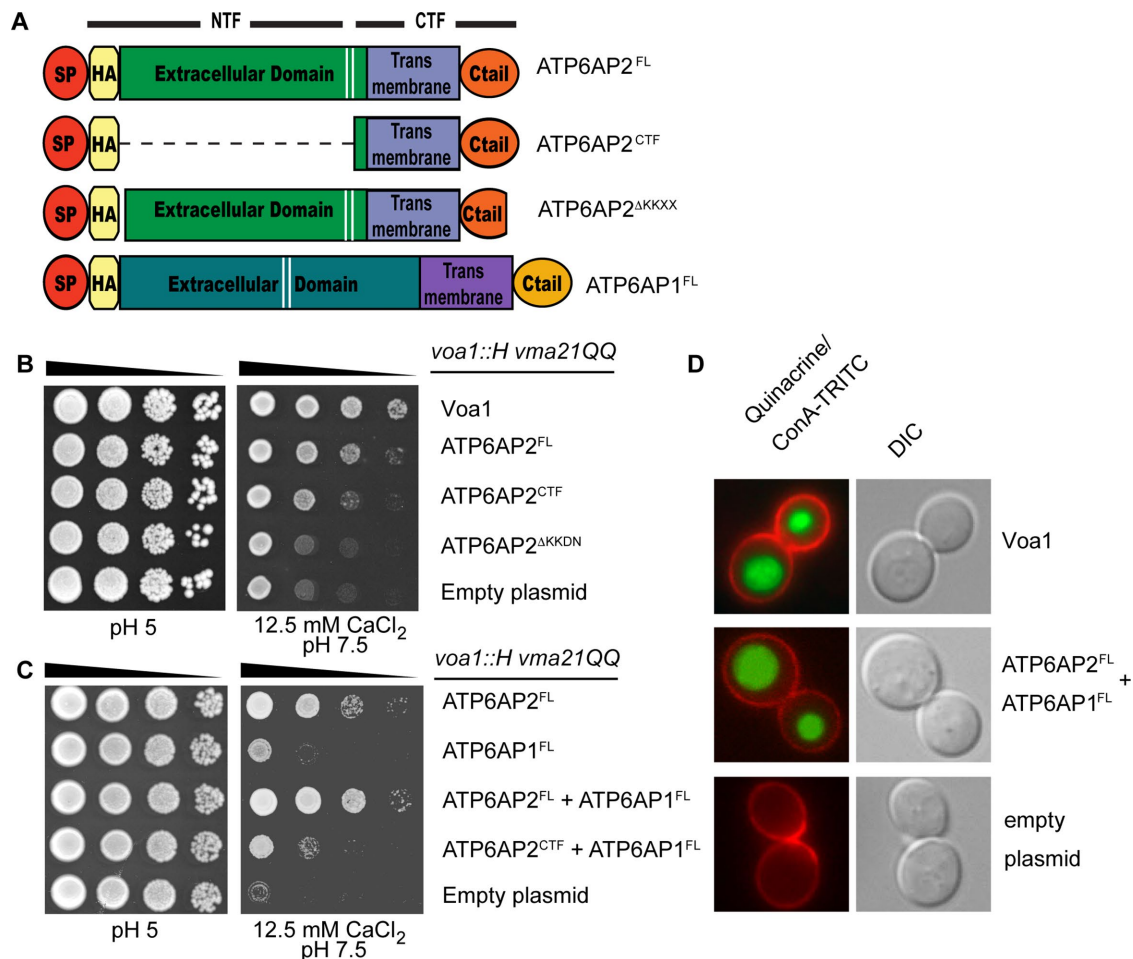 A
NTF
CTF
SP HA Extracellular Domain Trans membrane Ctail ATP6AP2FL
SP HA Trans membrane Ctail ATP6AP2CTF
SP HA Extracellular Domain Trans membrane Ctail ATP6AP2ΔKKXX
SP HA Extracellular Domain Trans membrane Ctail ATP6AP1FL
B
voa1::H vma21QQ
Voa1
ATP6AP2FL
ATP6AP2CTF
ATP6AP2ΔKKDN
Empty plasmid
pH 5
12.5 mM CaCl2
pH 7.5
C
voa1::H vma21QQ
ATP6AP2FL
ATP6AP1FL
ATP6AP2FL + ATP6AP1FL
ATP6AP2CTF + ATP6AP1FL
Empty plasmid
pH 5
12.5 mM CaCl2
pH 7.5
D
Quinacrine/
ConA-TRITC
DIC
Voa1
ATP6AP2FL +
ATP6AP1FL
empty
plasmid